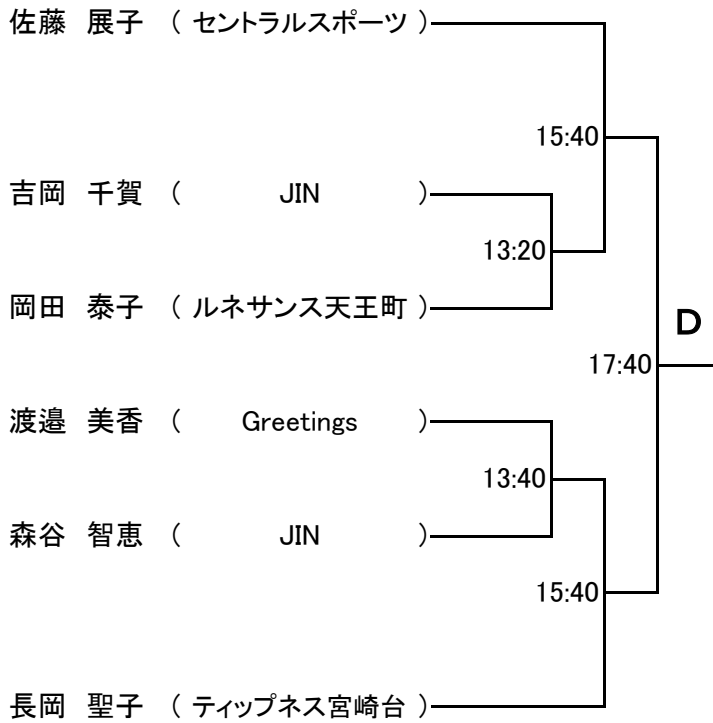 佐藤 展子 ( セントラルスポーツ )
15:40
吉岡 千賀 ( JIN )
13:20
岡田 泰子 ( ルネサンス天王町 )
D
17:40
渡邉 美香 ( Greetings )
13:40
森谷 智恵 ( JIN )
15:40
長岡 聖子 ( ティップネス宮崎台 )